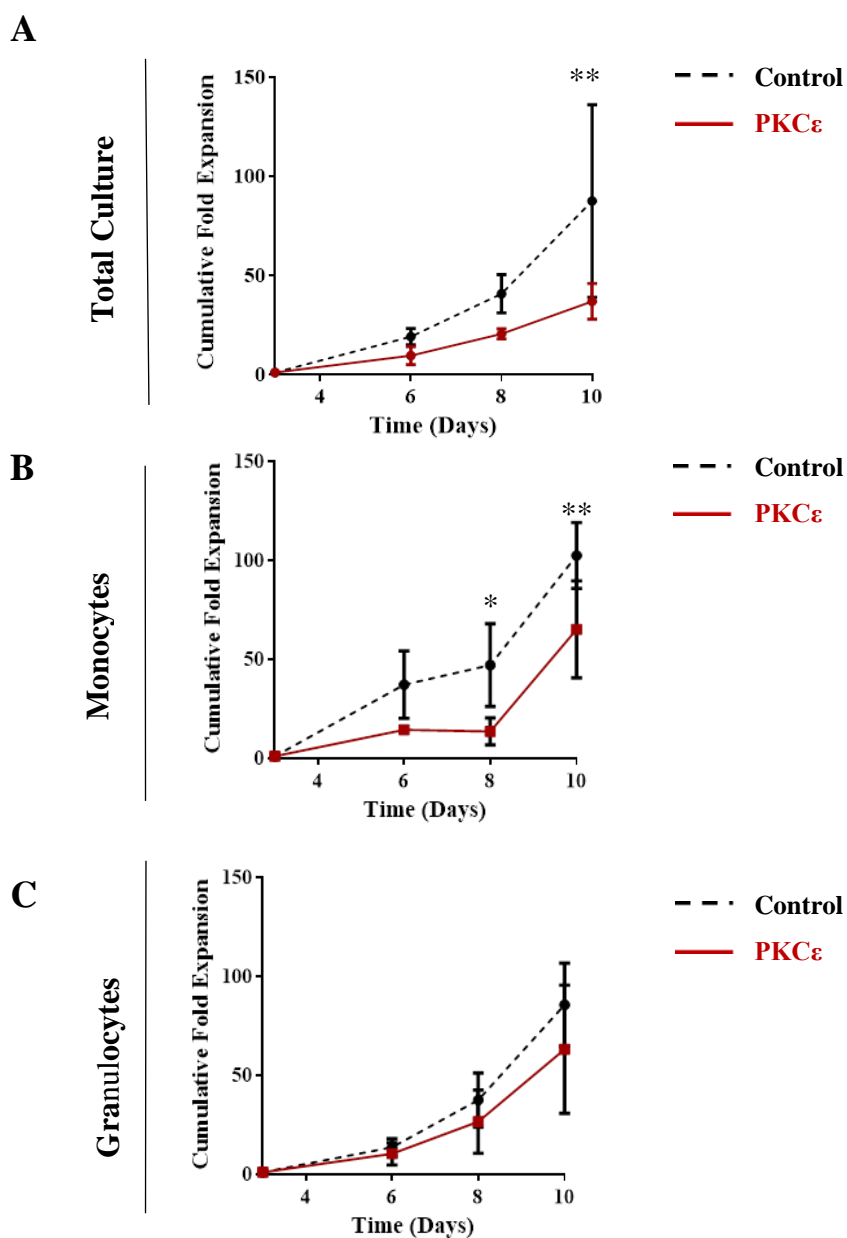 A
Total Culture
Cumulative Fold Expansion
150
100
50
0
**
4 6 8 10
Time (Days)
Control
PKCε
B
Monocytes
Cumulative Fold Expansion
150
100
50
0
*
**
4 6 8 10
Time (Days)
Control
PKCε
C
Granulocytes
Cumulative Fold Expansion
150
100
50
0
4 6 8 10
Time (Days)
Control
PKCε